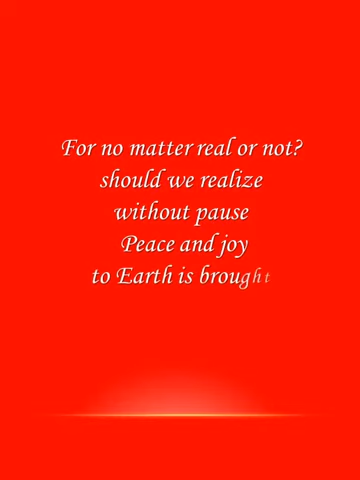 For no matter real or not?
should we realize
without pause
Peace and joy
to Earth is brought